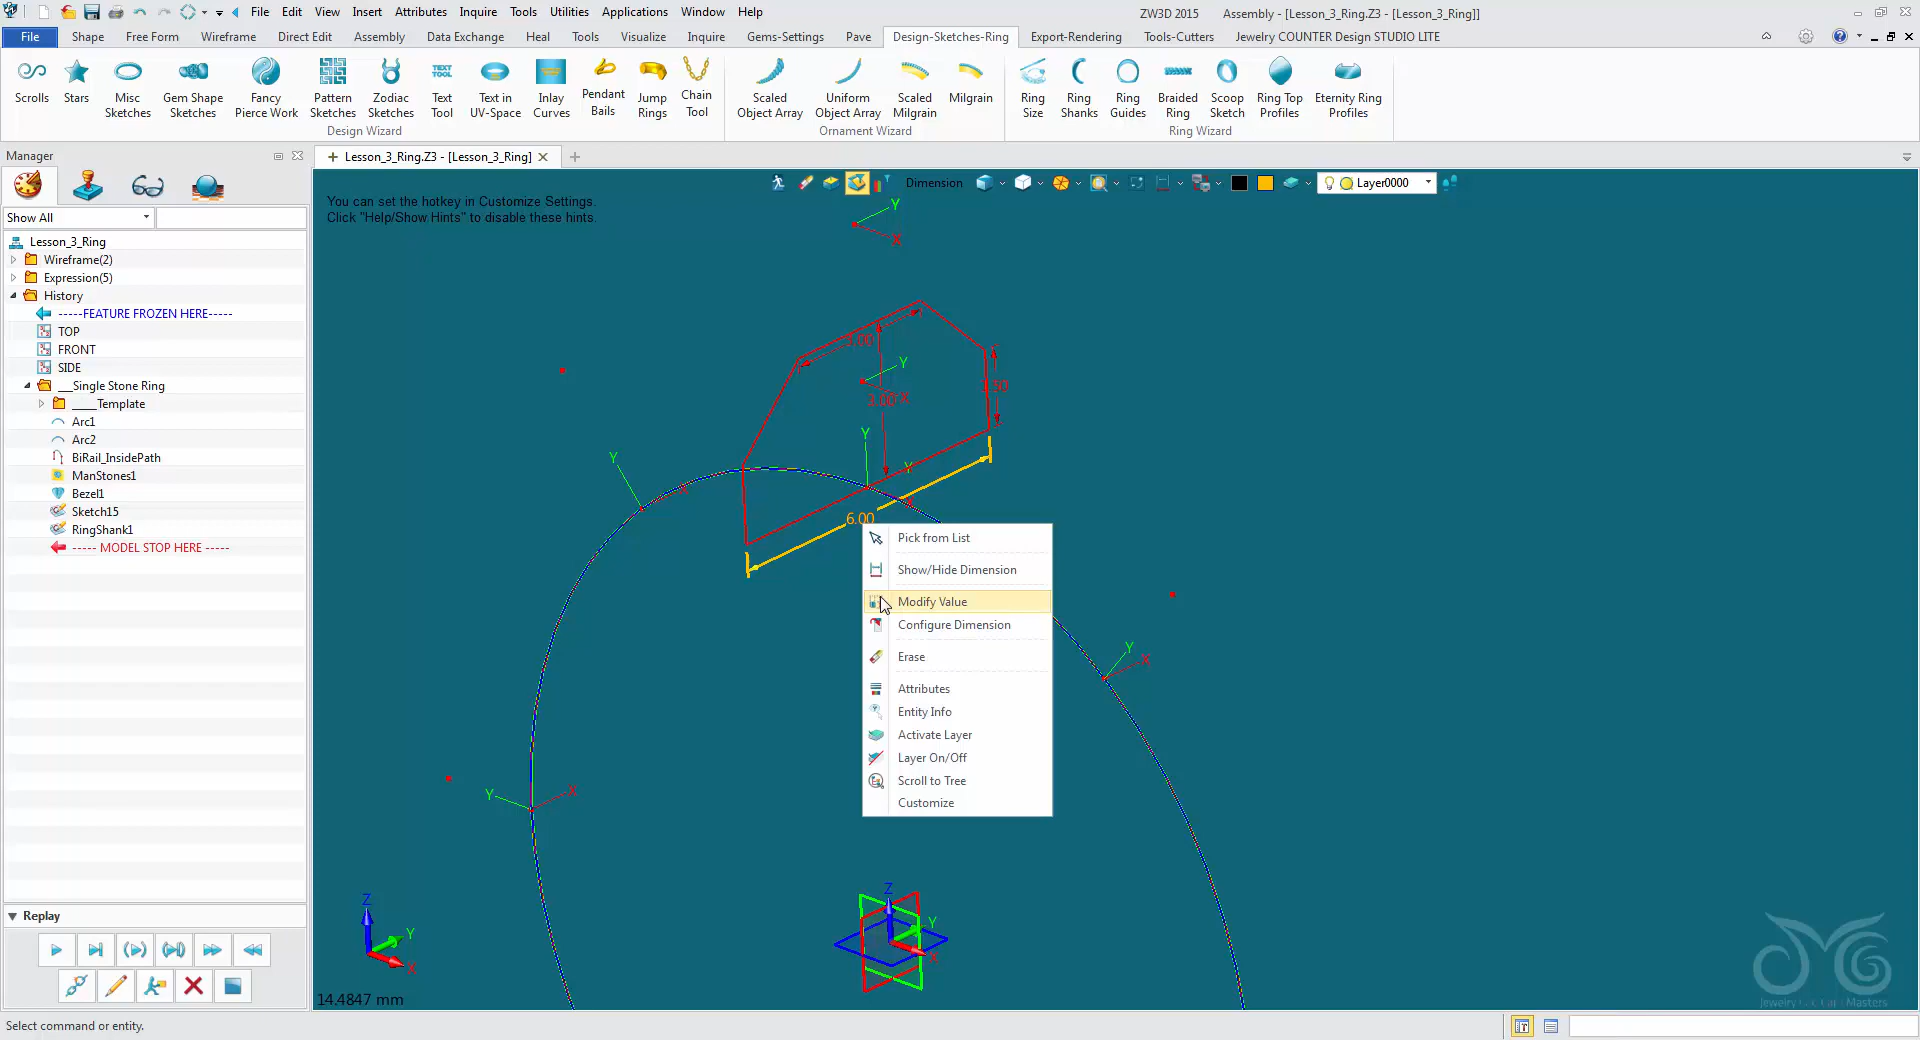 File Edit View Insert Attributes Inquire Tools Utilities Applications Window Help
ZW3D 2015 Assembly - [Lesson_3_Ring.Z3 - [Lesson_3_Ring]]
File Shape Free Form Wireframe Direct Edit Assembly Data Exchange Heal Tools Visualize Inquire Gems-Settings Pave Design-Sketches-Ring Export-Rendering Tools-Cutters Jewelry COUNTER Design STUDIO LITE
Scrolls Stars Misc Sketches Gem Shape Sketches Fancy Pierce Work Pattern Sketches Zodiac Sketches Text Tool Text in UV-Space Inlay Curves Pendant Bails Jump Rings Chain Tool Scaled Object Array Uniform Object Array Scaled Milgrain Milgrain Ring Size Ring Shanks Ring Guides Braided Ring Scoop Sketch Ring Top Profiles Eternity Ring Profiles
Design Wizard Ornament Wizard Ring Wizard
Manager
Lesson_3_Ring.Z3 - [Lesson_3_Ring]
Show All
Dimension
Layer0000
You can set the hotkey in Customize Settings.
Click "Help/Show Hints" to disable these hints.
Lesson_3_Ring
Wireframe(2)
Expression(5)
History
-----FEATURE FROZEN HERE-----
TOP
FRONT
SIDE
__Single Stone Ring
____Template
Arc1
Arc2
BiRail_InsidePath
ManStones1
Bezel1
Sketch15
RingShank1
----- MODEL STOP HERE -----
Y
X
Y
X
Y
Y
X
Y
X
Y
X
Y
X
6.00
Pick from List
Show/Hide Dimension
Modify Value
Configure Dimension
Erase
Attributes
Entity Info
Activate Layer
Layer On/Off
Scroll to Tree
Customize
Z
Y
X
Z
Y
X
Replay
14.4847 mm
Select command or entity.